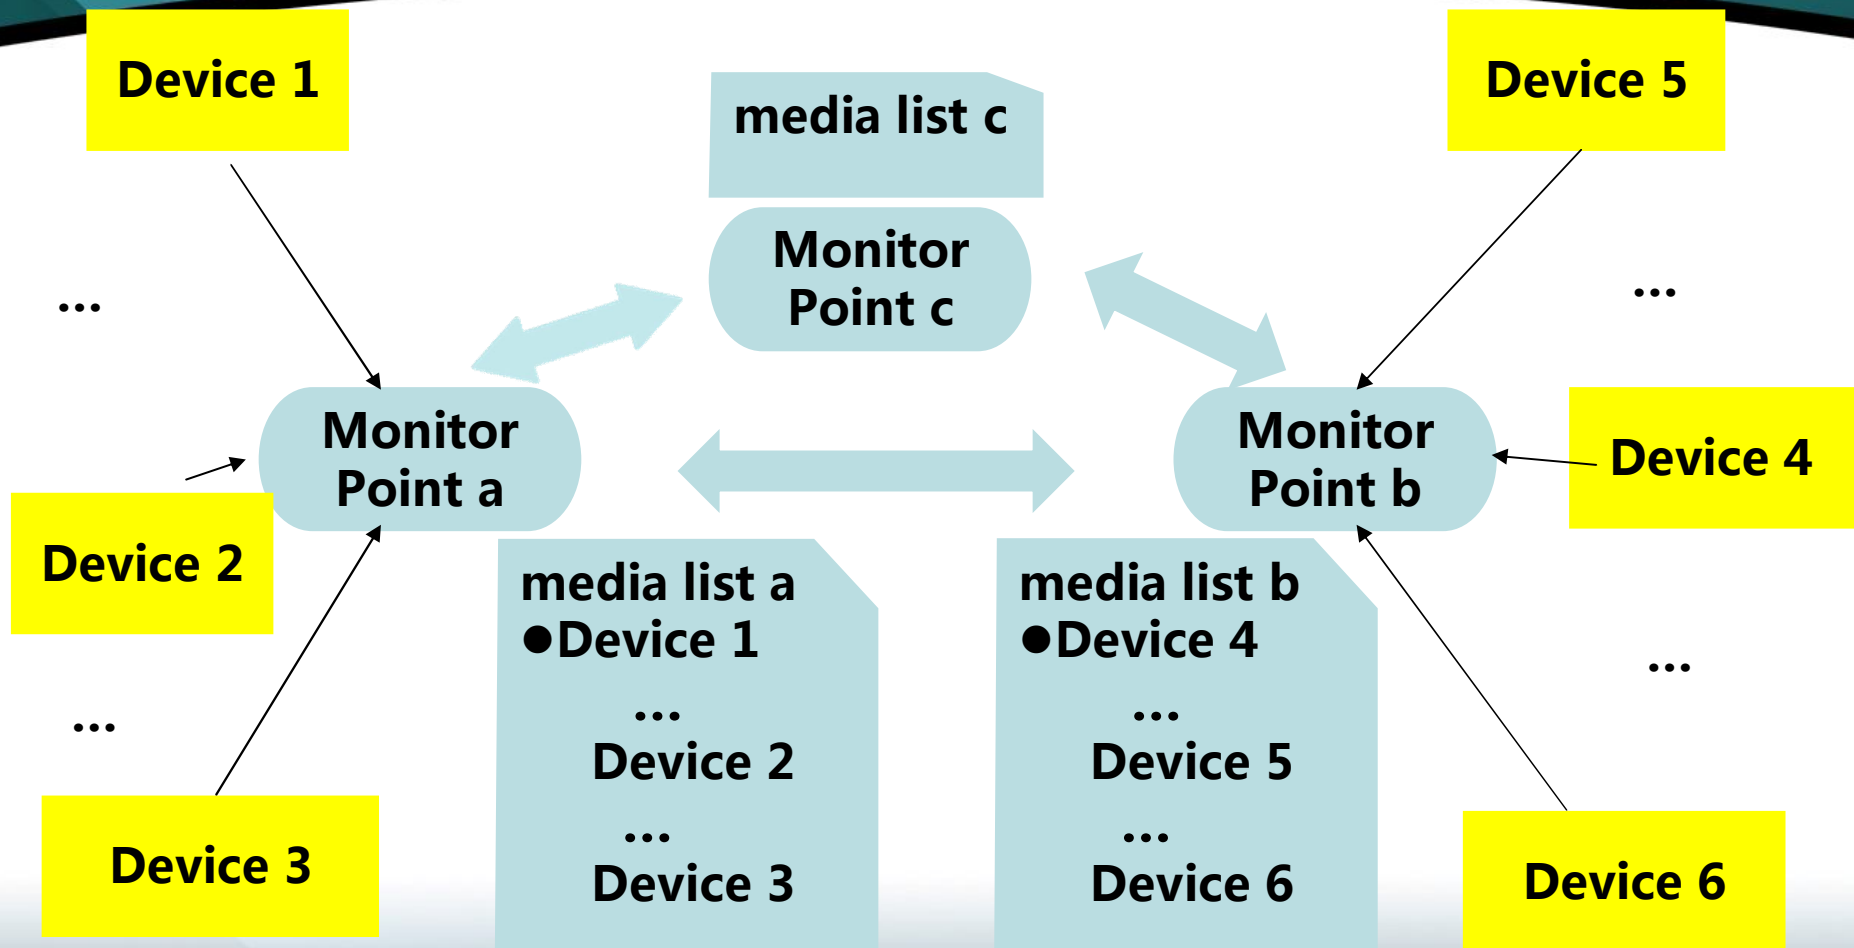 Device 1
Device 5
media list c
Monitor
Point c
...
...
Monitor
Point a
Monitor
Point b
Device 4
Device 2
media list a
●Device 1
...
Device 2
...
Device 3
media list b
●Device 4
...
Device 5
...
Device 6
...
...
Device 3
Device 6